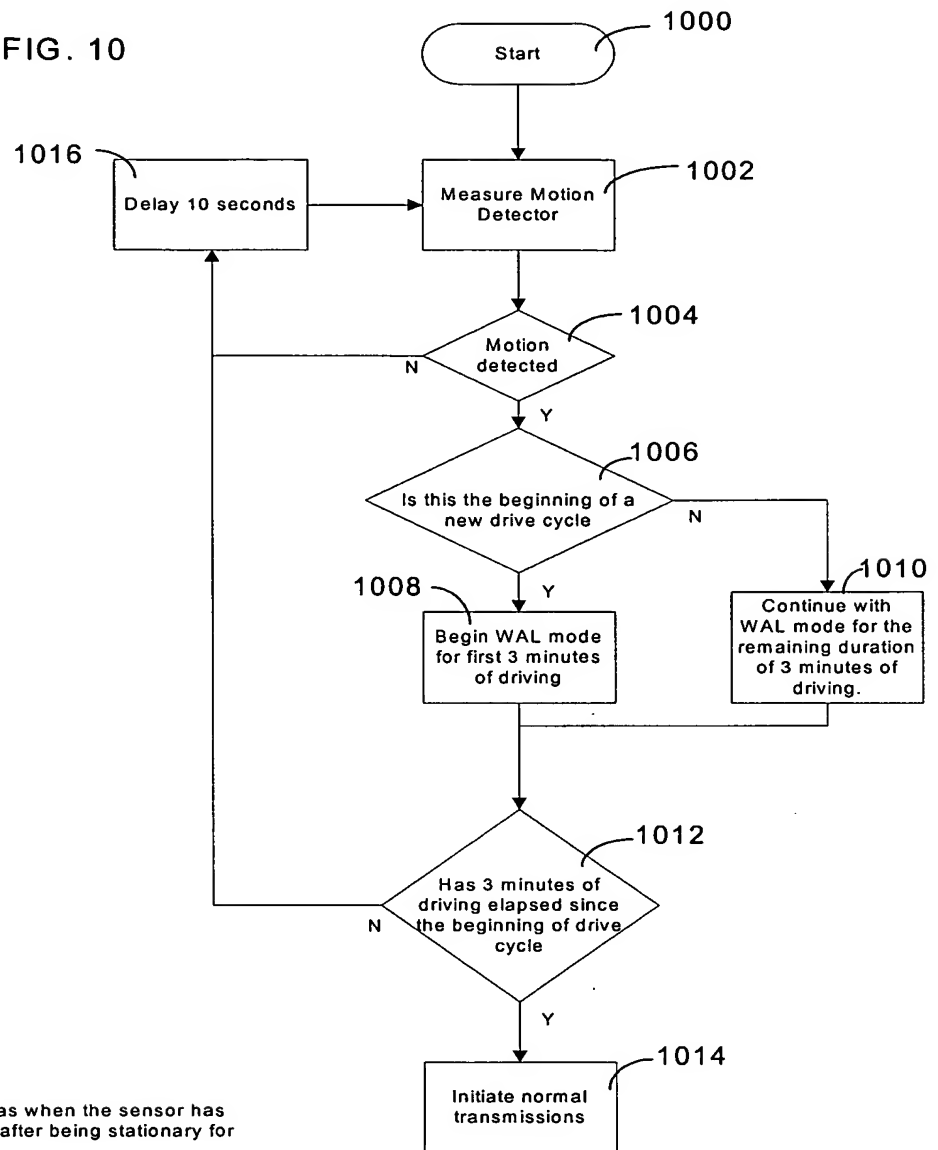 FIG. 10
1000
Start
1016
Delay 10 seconds
1002
Measure Motion
Detector
1004
Motion
detected
N
Y
1006
Is this the beginning of a
new drive cycle
N
Y
1008
Begin WAL mode
for first 3 minutes
of driving
1010
Continue with
WAL mode for the
remaining duration
of 3 minutes of
driving.
1012
Has 3 minutes of
driving elapsed since
the beginning of drive
cycle
N
Y
1014
Initiate normal
transmissions
as when the sensor has
after being stationary for